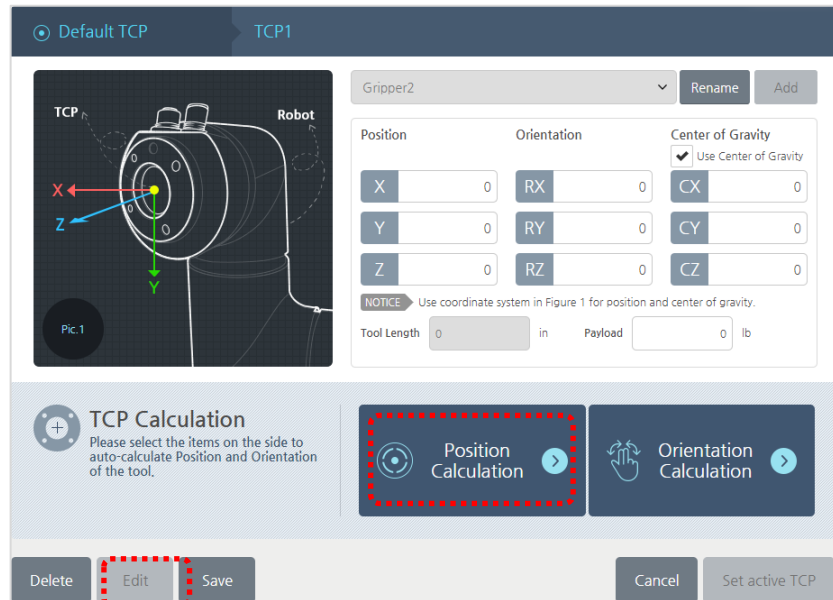 Default TCP
TCP1
Gripper2
Rename
Add
TCP
Robot
X
Z
Y
Pic.1
Position
Orientation
Center of Gravity
Use Center of Gravity
X 0
RX 0
CX 0
Y 0
RY 0
CY 0
Z 0
RZ 0
CZ 0
NOTICE Use coordinate system in Figure 1 for position and center of gravity.
Tool Length 0 in Payload 0 lb
TCP Calculation
Please select the items on the side to
auto-calculate Position and Orientation
of the tool.
Position
Calculation
Orientation
Calculation
Delete
Edit
Save
Cancel
Set active TCP